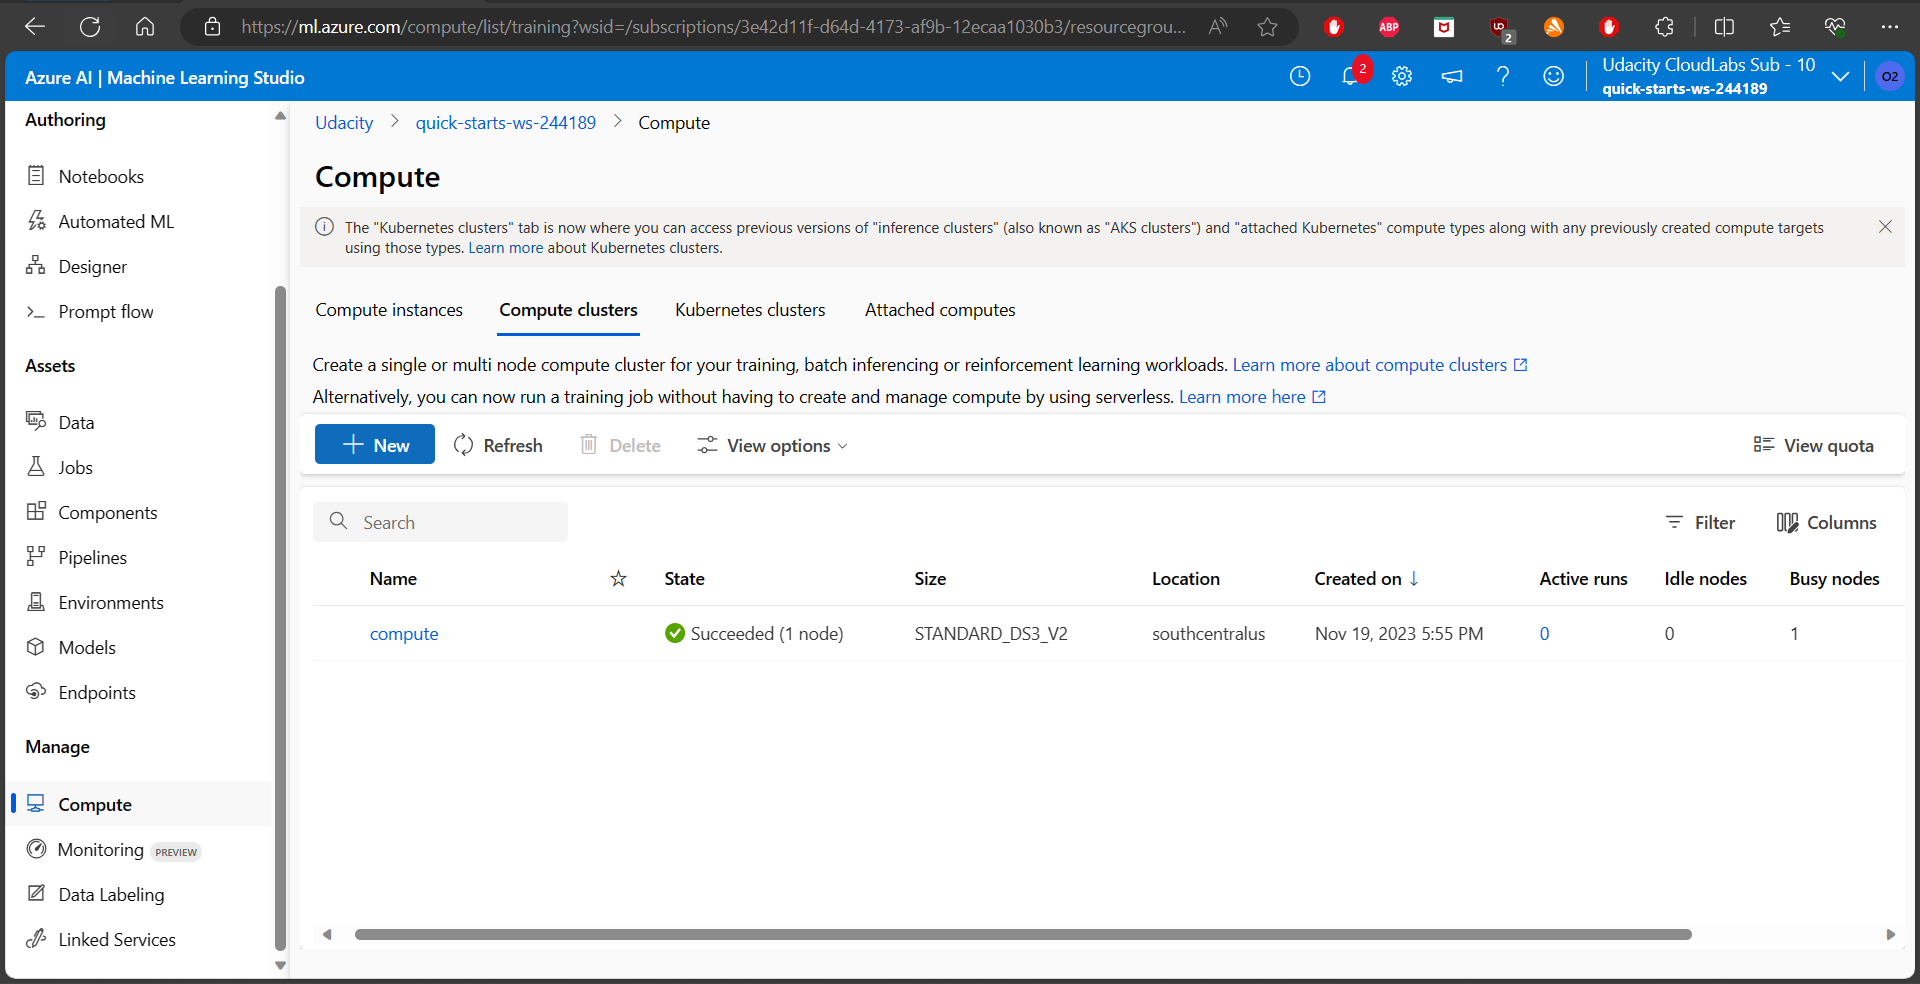 https://ml.azure.com/compute/list/training?wsid=/subscriptions/3e42d11f-d64d-4173-af9b-12ecaa1030b3/resourcegrou...
A
ABP
2
Azure AI | Machine Learning Studio
2
Udacity CloudLabs Sub - 10
quick-starts-ws-244189
O2
Authoring
Notebooks
Automated ML
Designer
Prompt flow
Assets
Data
Jobs
Components
Pipelines
Environments
Models
Endpoints
Manage
Compute
Monitoring PREVIEW
Data Labeling
Linked Services
Udacity > quick-starts-ws-244189 > Compute
Compute
The "Kubernetes clusters" tab is now where you can access previous versions of "inference clusters" (also known as "AKS clusters") and "attached Kubernetes" compute types along with any previously created compute targets
using those types. Learn more about Kubernetes clusters.
Compute instances Compute clusters Kubernetes clusters Attached computes
Create a single or multi node compute cluster for your training, batch inferencing or reinforcement learning workloads. Learn more about compute clusters
Alternatively, you can now run a training job without having to create and manage compute by using serverless. Learn more here
New Refresh Delete View options View quota
Search Filter Columns
Name State Size Location Created on ↓ Active runs Idle nodes Busy nodes
compute Succeeded (1 node) STANDARD_DS3_V2 southcentralus Nov 19, 2023 5:55 PM 0 0 1